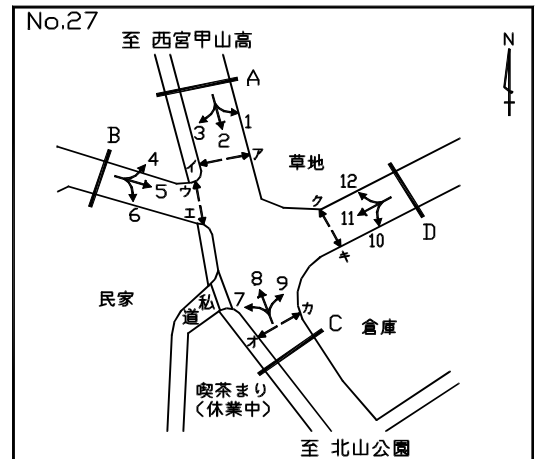 No.27
至 西宮甲山高
N
A
B
3
2
1
イ
ア
草地
4
5
6
ウ
エ
ク
12
11
10
キ
D
民家
私
道
7
8
9
オ
カ
C
倉庫
喫茶まり
(休業中)
至 北山公園